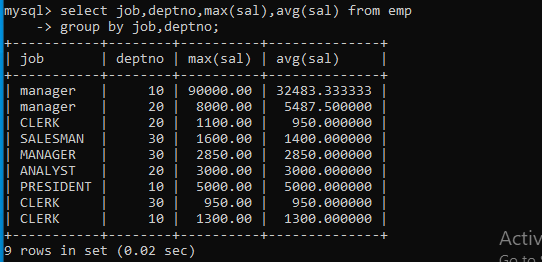 mysql> select job,deptno,max(sal),avg(sal) from emp
    -> group by job,deptno;
+-----------+--------+----------+--------------+
| job       | deptno | max(sal) | avg(sal)     |
+-----------+--------+----------+--------------+
| manager   |     10 | 90000.00 | 32483.333333 |
| manager   |     20 |  8000.00 |  5487.500000 |
| CLERK     |     20 |  1100.00 |   950.000000 |
| SALESMAN  |     30 |  1600.00 |  1400.000000 |
| MANAGER   |     30 |  2850.00 |  2850.000000 |
| ANALYST   |     20 |  3000.00 |  3000.000000 |
| PRESIDENT |     10 |  5000.00 |  5000.000000 |
| CLERK     |     30 |   950.00 |   950.000000 |
| CLERK     |     10 |  1300.00 |  1300.000000 |
+-----------+--------+----------+--------------+
9 rows in set (0.02 sec)
Activ